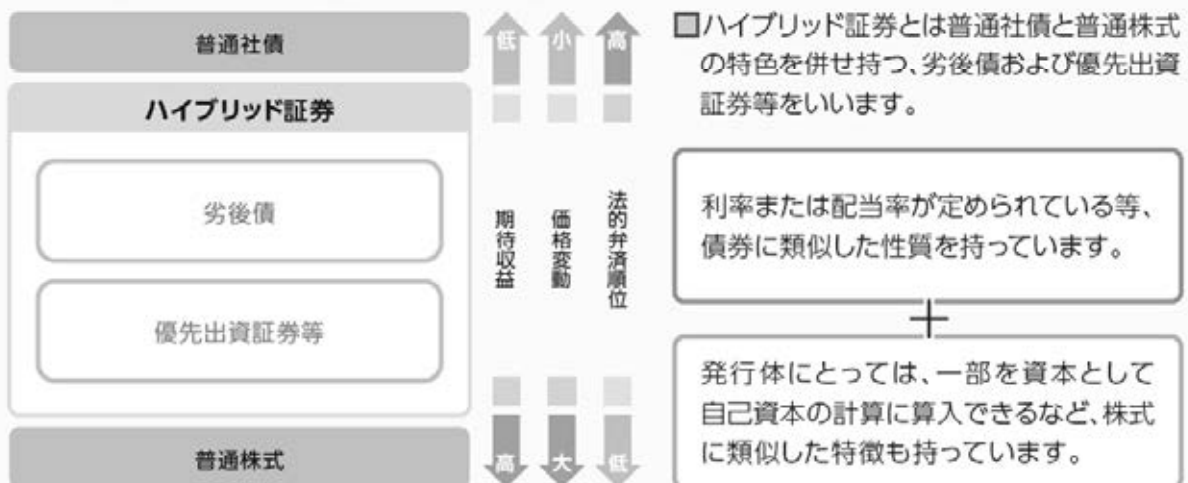 普通社債
ハイブリッド証券
劣後債
優先出資証券等
普通株式
低
小
高
期待収益
価格変動
法的弁済順位
高
大
低
□ハイブリッド証券とは普通社債と普通株式
の特色を併せ持つ、劣後債および優先出資
証券等をいいます。
利率または配当率が定められている等、
債券に類似した性質を持っています。
+
発行体にとっては、一部を資本として
自己資本の計算に算入できるなど、株式
に類似した特徴も持っています。